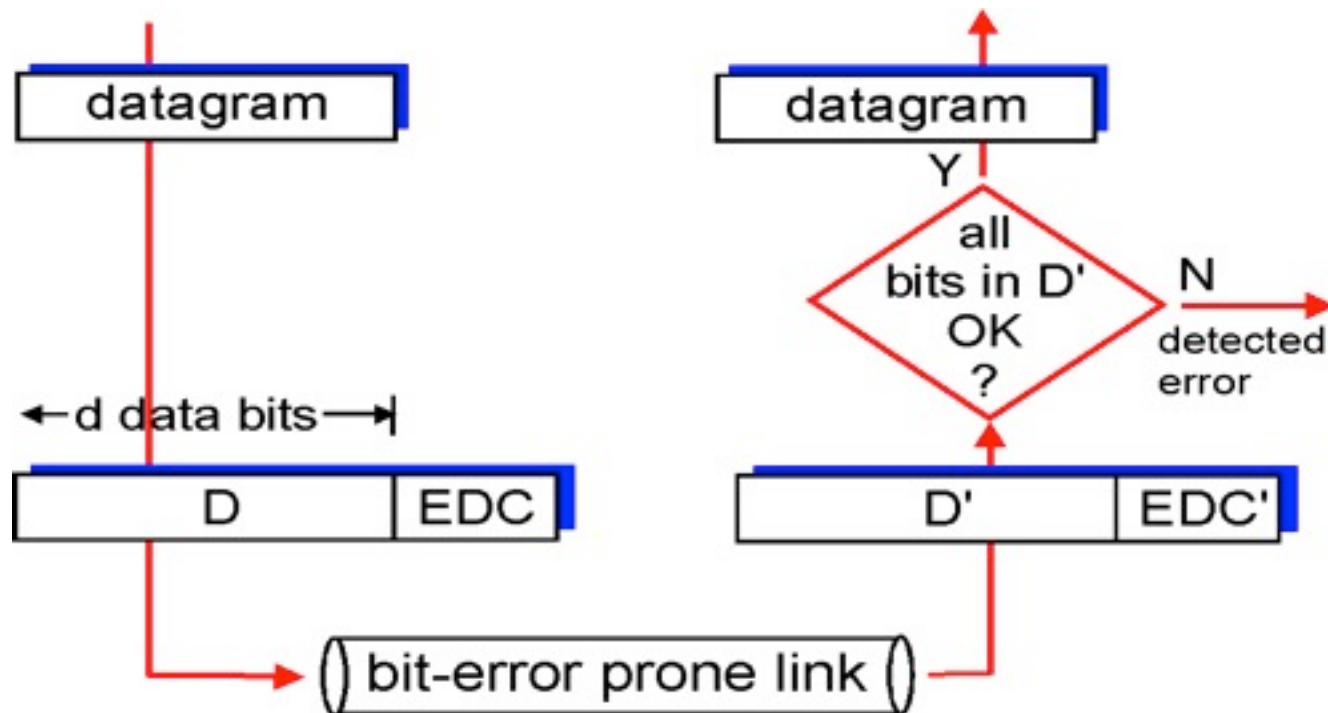 datagram
datagram
Y
all
bits in D'
OK
?
N
detected
error
d data bits
D
EDC
D'
EDC'
bit-error prone link